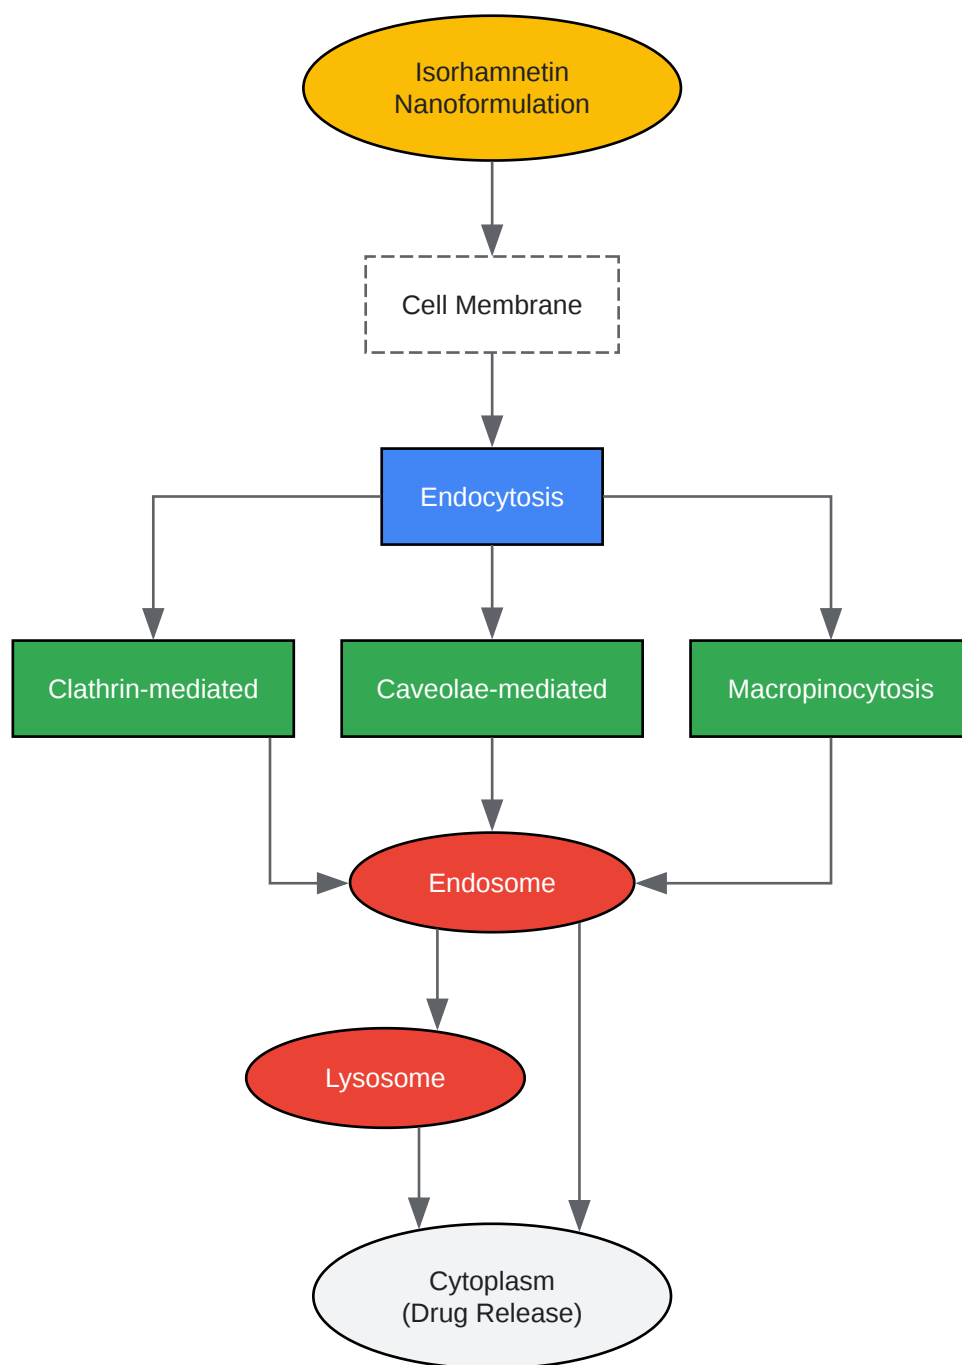 Isorhamnetin
Nanoformulation
Cell Membrane
Endocytosis
Clathrin-mediated
Caveolae-mediated
Macropinocytosis
Endosome
Lysosome
Cytoplasm
(Drug Release)